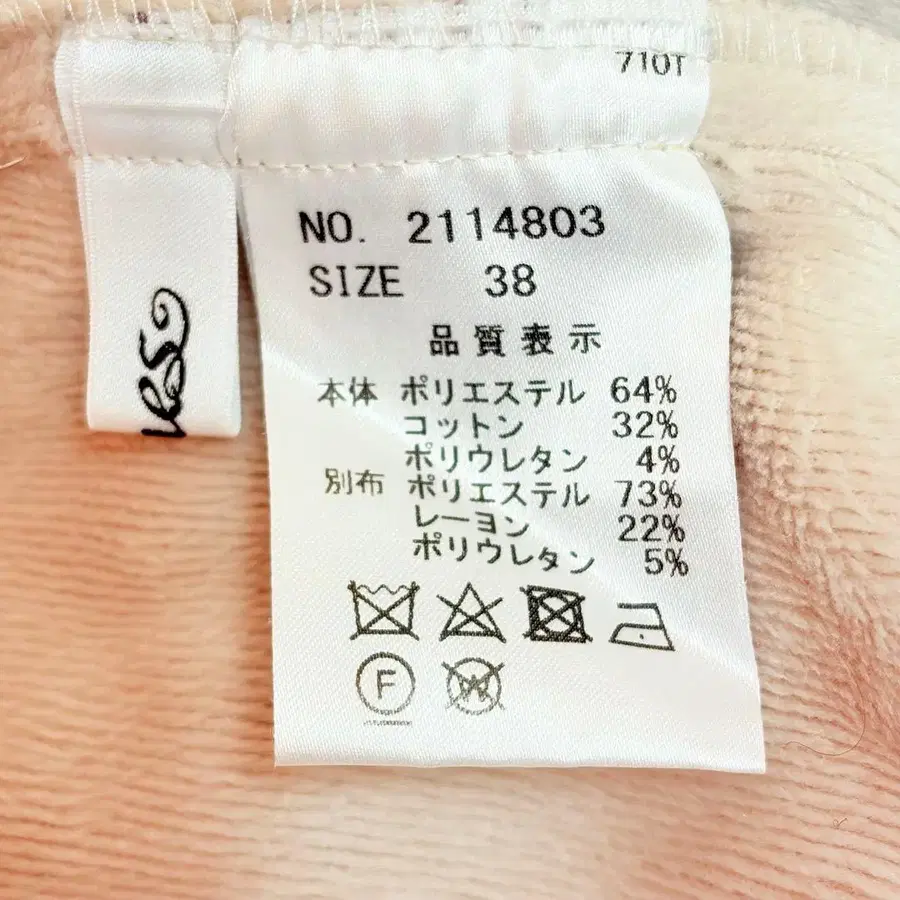 710T
NO. 2114803
SIZE 38
品質表示
本体 ポリエステル 64%
コットン 32%
ポリウレタン 4%
別布 ポリエステル 73%
レーヨン 22%
ポリウレタン 5%
F W